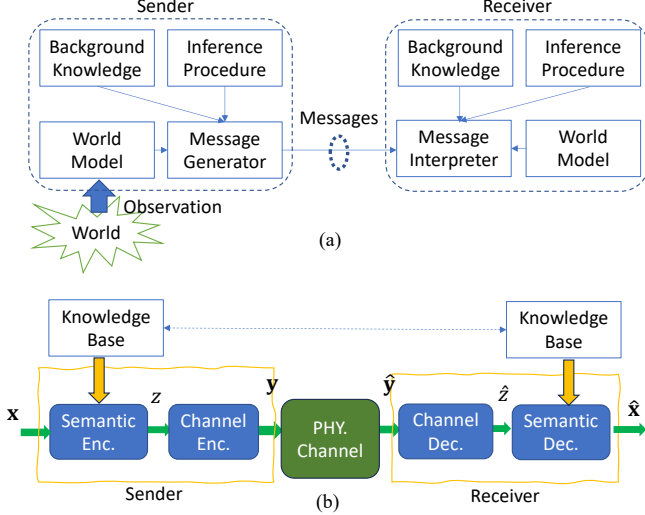 Sender
Receiver
Background
Knowledge
Inference
Procedure
Background
Knowledge
Inference
Procedure
Messages
World
Model
Message
Generator
Message
Interpreter
World
Model
Observation
World
(a)
Knowledge
Base
Knowledge
Base
x
z
y
ŷ
ẑ
x̂
Semantic
Enc.
Channel
Enc.
PHY.
Channel
Channel
Dec.
Semantic
Dec.
Sender
(b)
Receiver